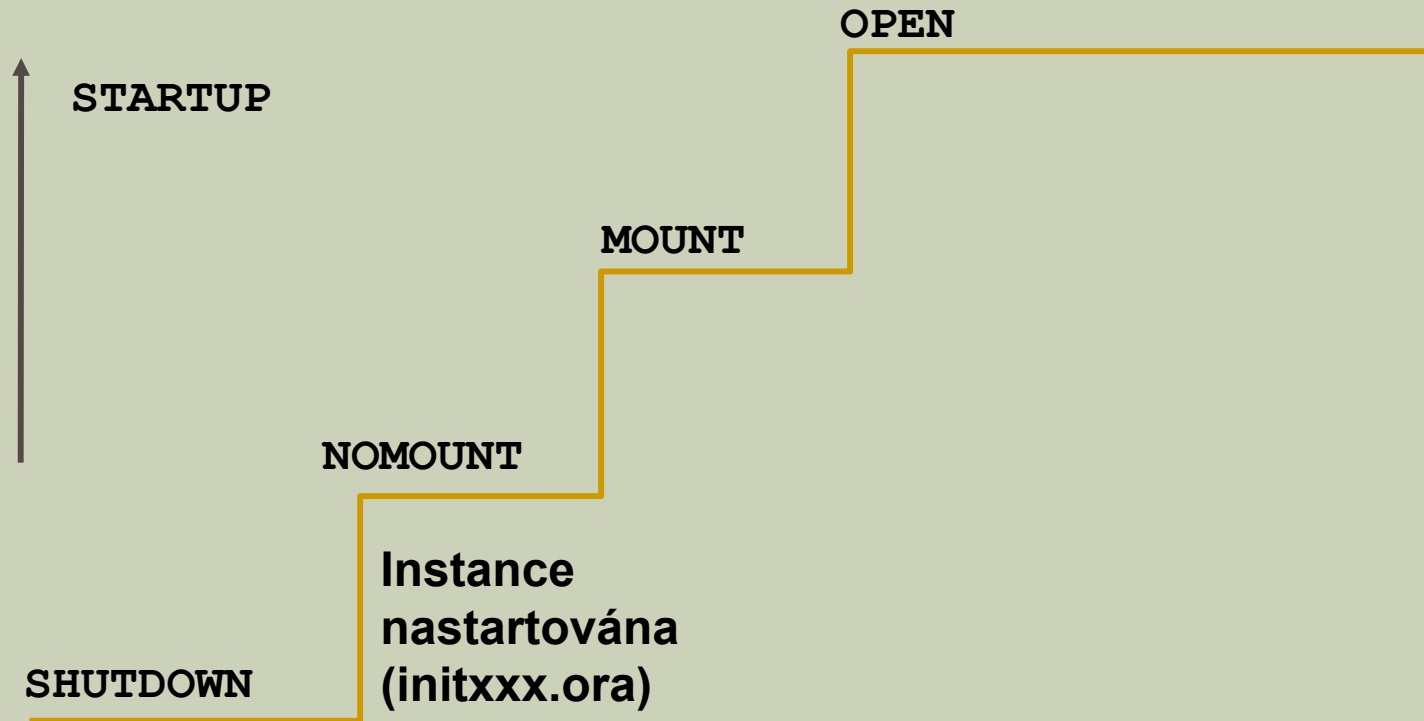 OPEN
STARTUP
MOUNT
NOMOUNT
Instance
nastartována
(initxxx.ora)
SHUTDOWN